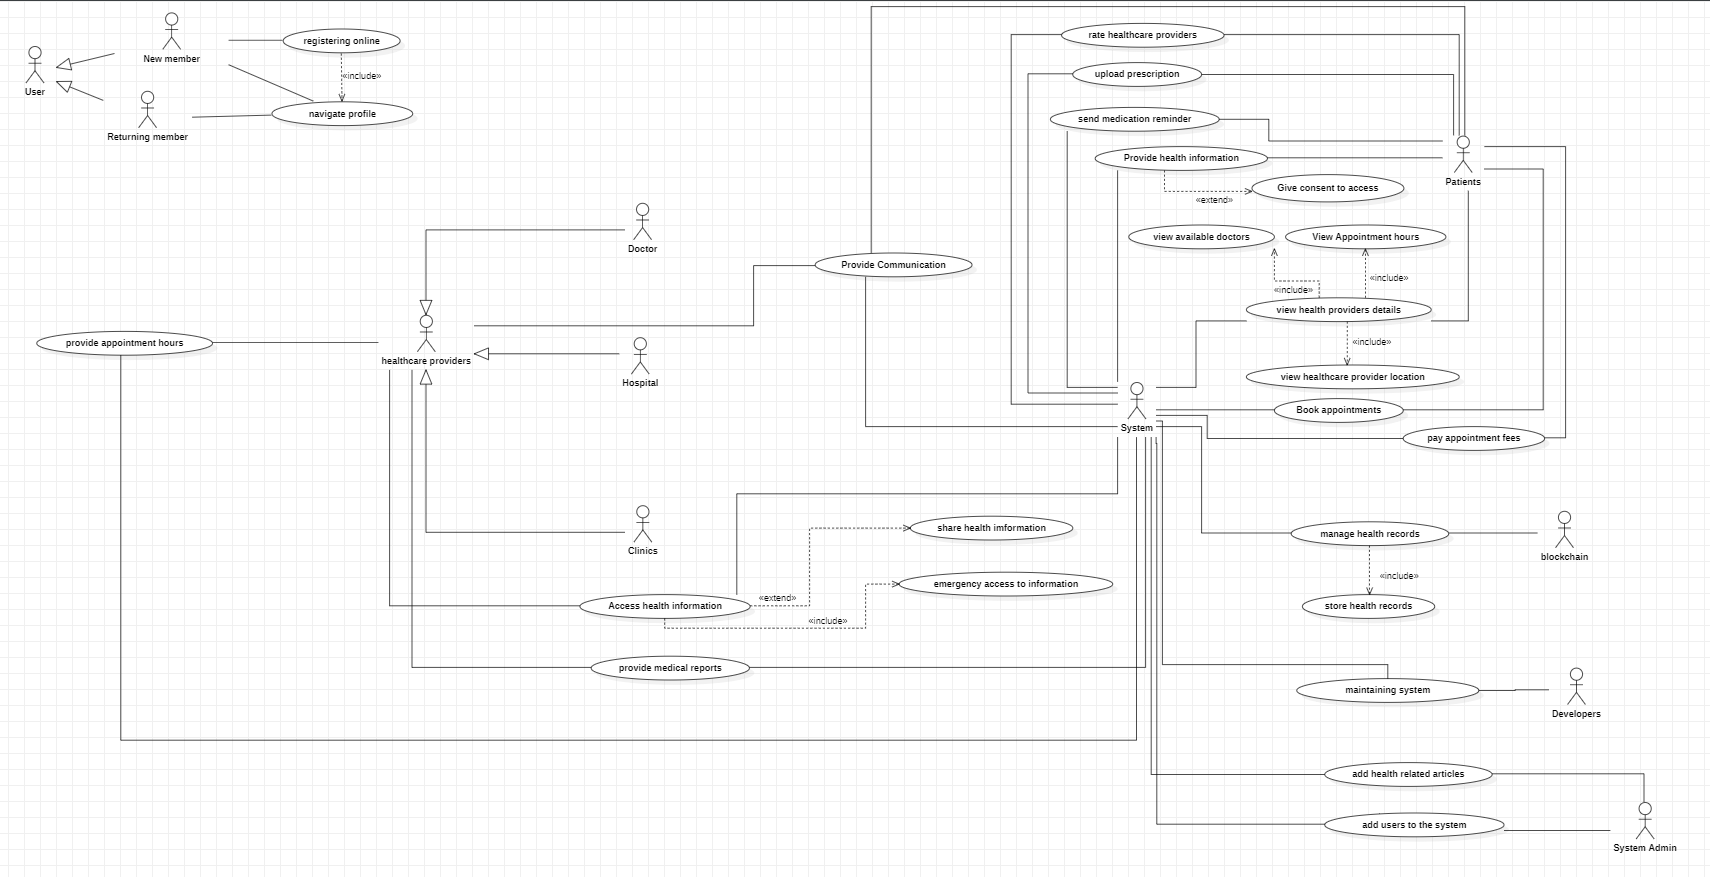 New member
registering online
rate healthcare providers
User
«include»
upload prescription
Returning member
navigate profile
send medication reminder
Provide health information
Patients
Give consent to access
«extend»
Doctor
view available doctors
View Appointment hours
Provide Communication
«include»
«include»
view health providers details
provide appointment hours
«include»
healthcare providers
Hospital
view healthcare provider location
Book appointments
System
pay appointment fees
share health imformation
manage health records
Clinics
blockchain
«include»
emergency access to information
«extend»
Access health information
store health records
«include»
provide medical reports
maintaining system
Developers
add health related articles
add users to the system
System Admin